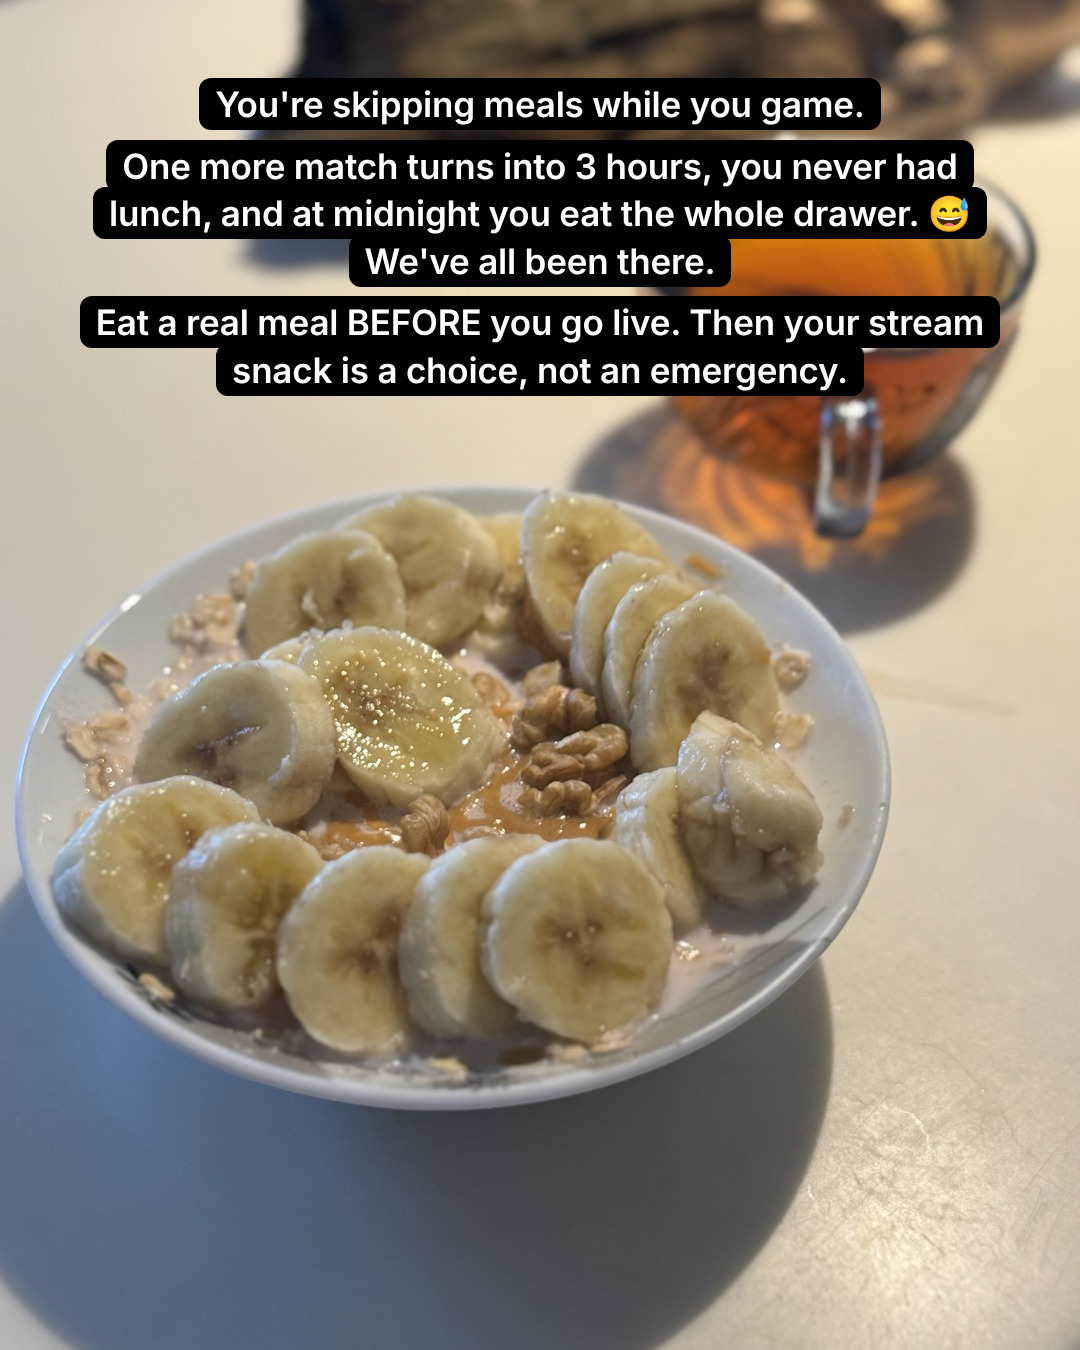 You're skipping meals while you game.
One more match turns into 3 hours, you never had
lunch, and at midnight you eat the whole drawer. 😅
We've all been there.
Eat a real meal BEFORE you go live. Then your stream
snack is a choice, not an emergency.